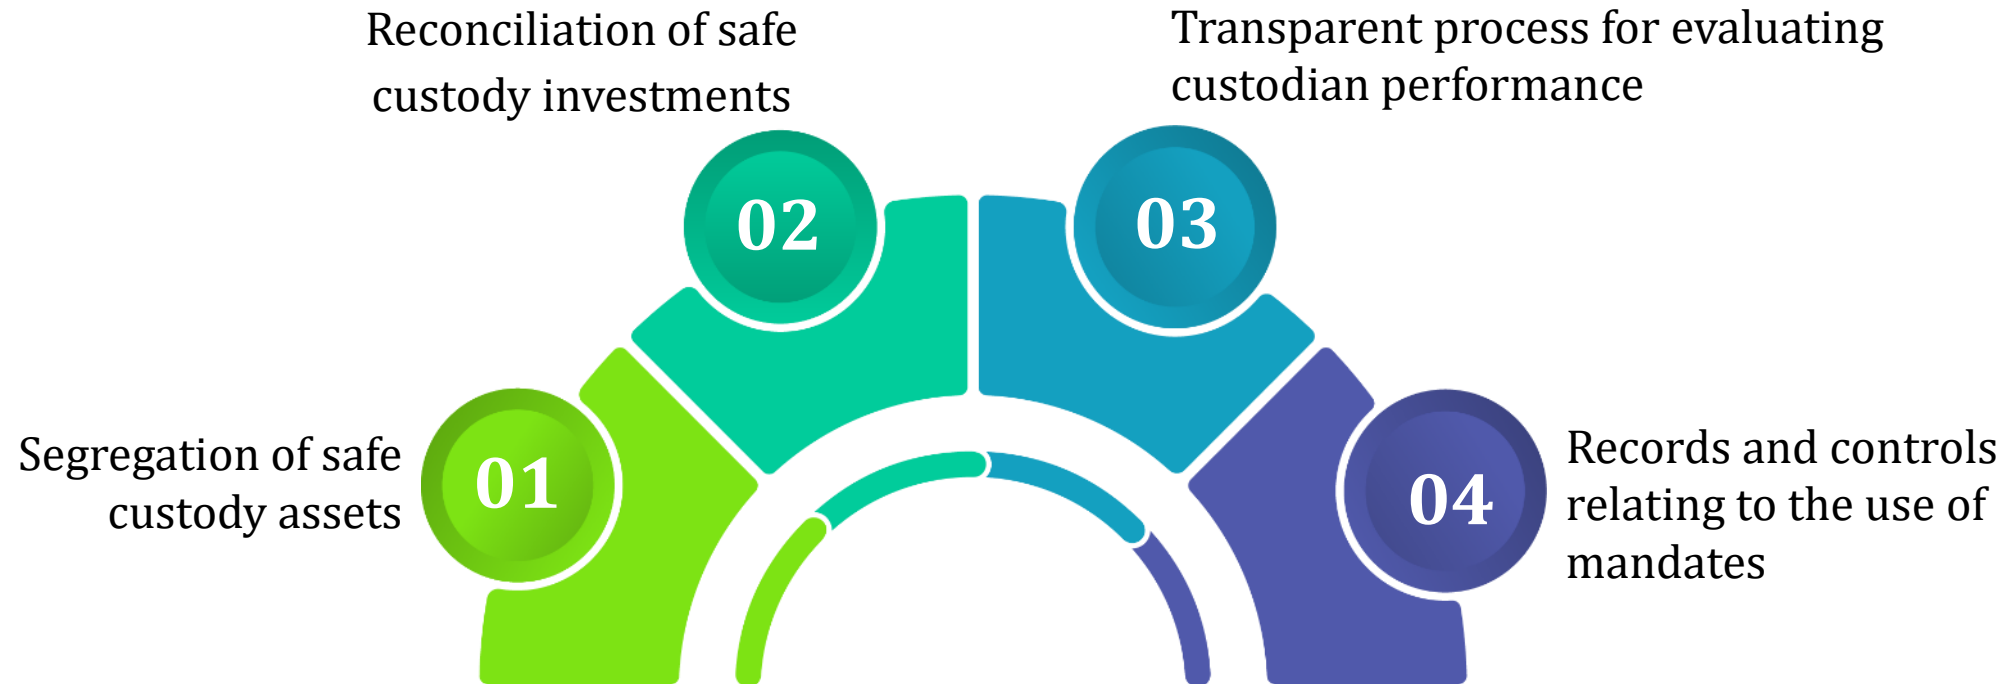 01
Segregation of safe
custody assets
02
Reconciliation of safe
custody investments
03
Transparent process for evaluating
custodian performance
04
Records and controls
relating to the use of
mandates